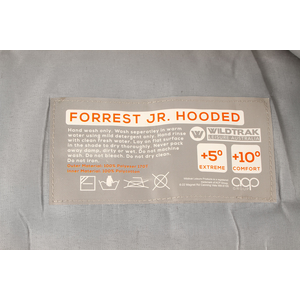 FORREST JR. HOODED
WILDTRAK
LEISURE AUSTRALIA
Hand wash only. Wash separately in warm
water using mild detergent only. Hand rinse
with clean fresh water. Lay on flat surface
in the shade to dry thoroughly. Never pack
away damp, dirty or wet. Do not machine
wash. Do not bleach. Do not dry clean.
Do not iron.
+5°
EXTREME
+10°
COMFORT